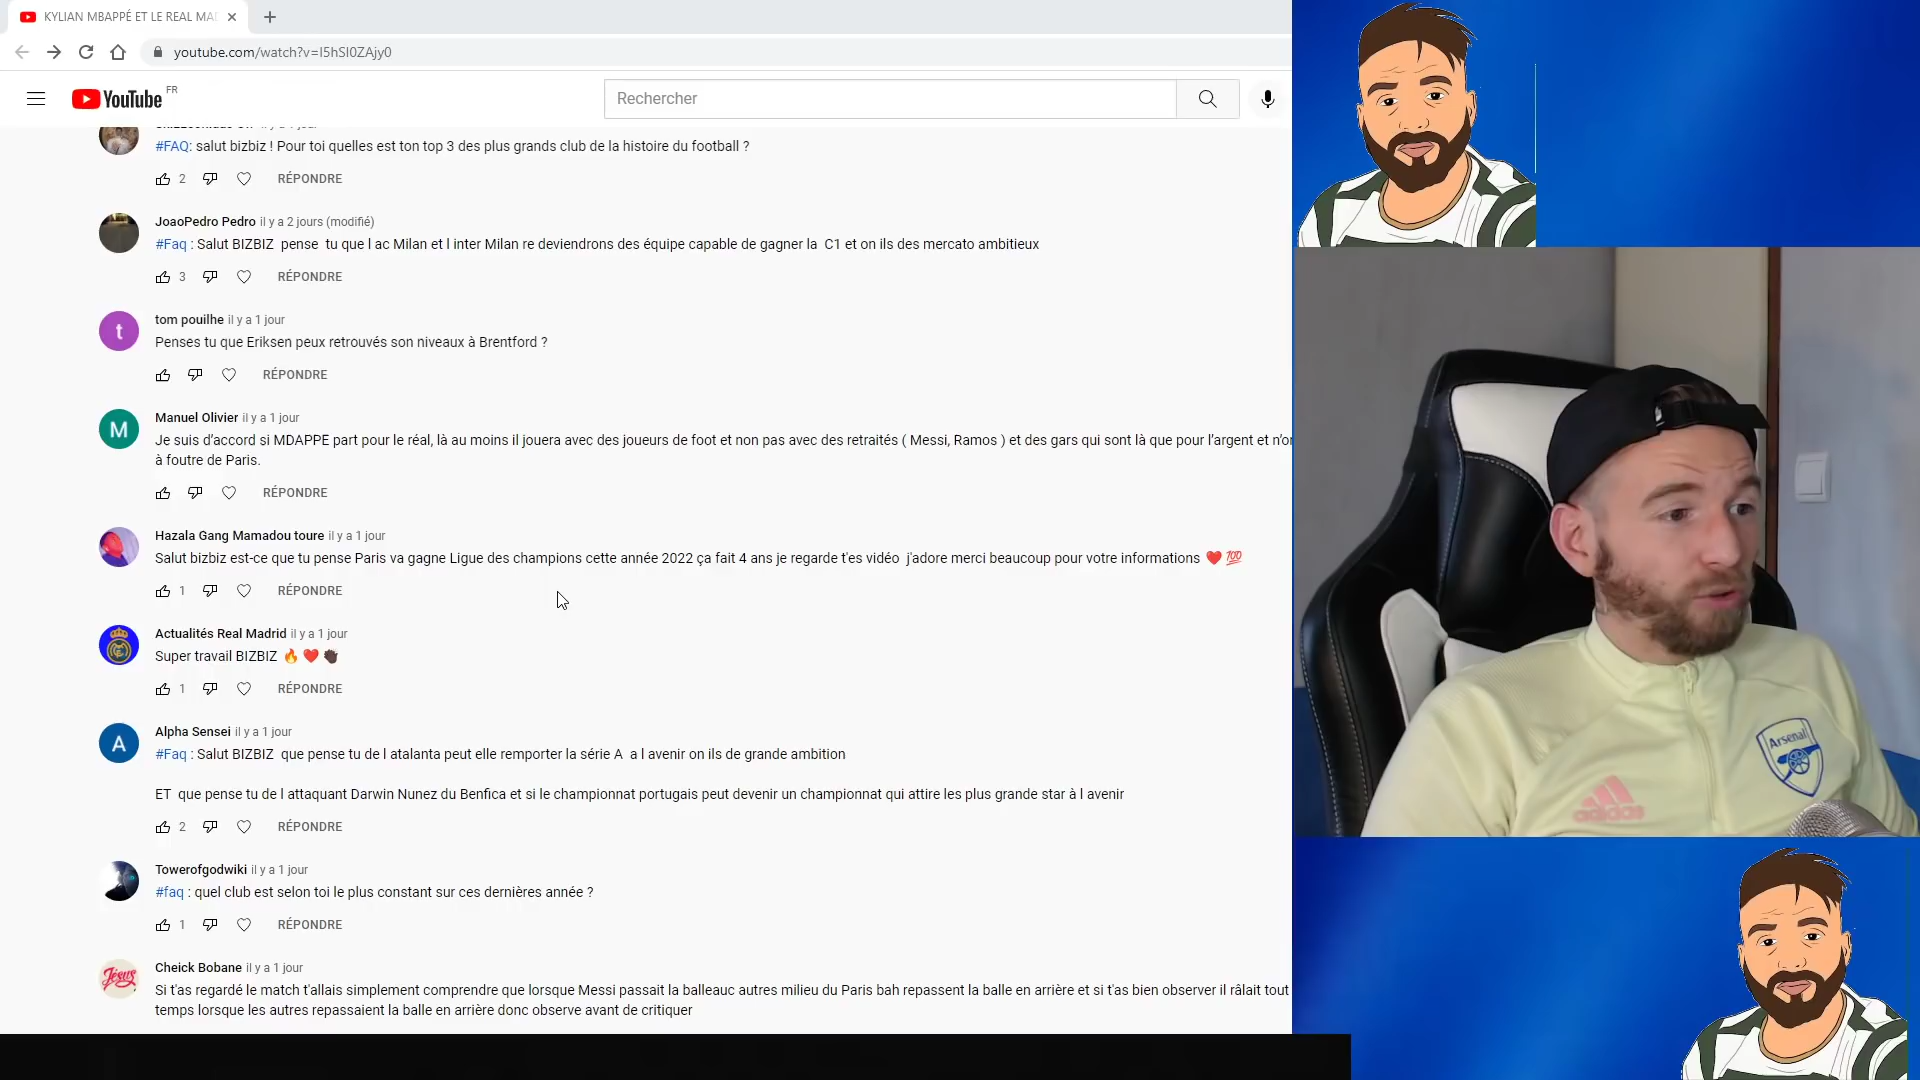 KYLIAN MBAPPÉ ET LE REAL MAD
youtube.com/watch?v=I5hSI0ZAjy0
YouTube FR
Rechercher
#FAQ: salut bizbiz ! Pour toi quelles est ton top 3 des plus grands club de la histoire du football ?
2 RÉPONDRE
JoaoPedro Pedro il y a 2 jours (modifié)
#Faq : Salut BIZBIZ pense tu que l ac Milan et l inter Milan re deviendrons des équipe capable de gagner la C1 et on ils des mercato ambitieux
3 RÉPONDRE
t
tom pouilhe il y a 1 jour
Penses tu que Eriksen peux retrouvés son niveaux à Brentford ?
RÉPONDRE
M
Manuel Olivier il y a 1 jour
Je suis d’accord si MDAPPE part pour le réal, là au moins il jouera avec des joueurs de foot et non pas avec des retraités ( Messi, Ramos ) et des gars qui sont là que pour l’argent et
à foutre de Paris.
RÉPONDRE
Hazala Gang Mamadou toure il y a 1 jour
Salut bizbiz est-ce que tu pense Paris va gagne Ligue des champions cette année 2022 ça fait 4 ans je regarde t'es vidéo j'adore merci beaucoup pour votre informations ❤️ 💯
1 RÉPONDRE
Actualités Real Madrid il y a 1 jour
Super travail BIZBIZ 🔥 ❤️ 👏🏿
1 RÉPONDRE
A
Alpha Sensei il y a 1 jour
#Faq : Salut BIZBIZ que pense tu de l atalanta peut elle remporter la série A a l avenir on ils de grande ambition
ET que pense tu de l attaquant Darwin Nunez du Benfica et si le championnat portugais peut devenir un championnat qui attire les plus grande star à l avenir
2 RÉPONDRE
Towerofgodwiki il y a 1 jour
#faq : quel club est selon toi le plus constant sur ces dernières année ?
1 RÉPONDRE
Jésus
Cheick Bobane il y a 1 jour
Si t'as regardé le match t'allais simplement comprendre que lorsque Messi passait la balleauc autres milieu du Paris bah repassent la balle en arrière et si t'as bien observer il râlait tout
temps lorsque les autres repassaient la balle en arrière donc observe avant de critiquer
Arsenal
adidas